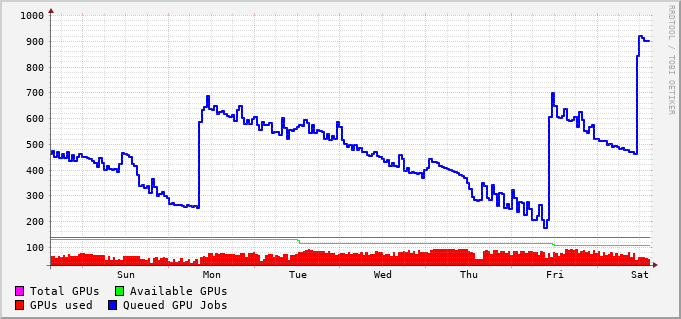 1000
900
800
700
600
500
400
300
200
100
Sun Mon Tue Wed Thu Fri Sat
Total GPUs Available GPUs
GPUs used Queued GPU Jobs
RRDTOOL / TOBI OETIKER